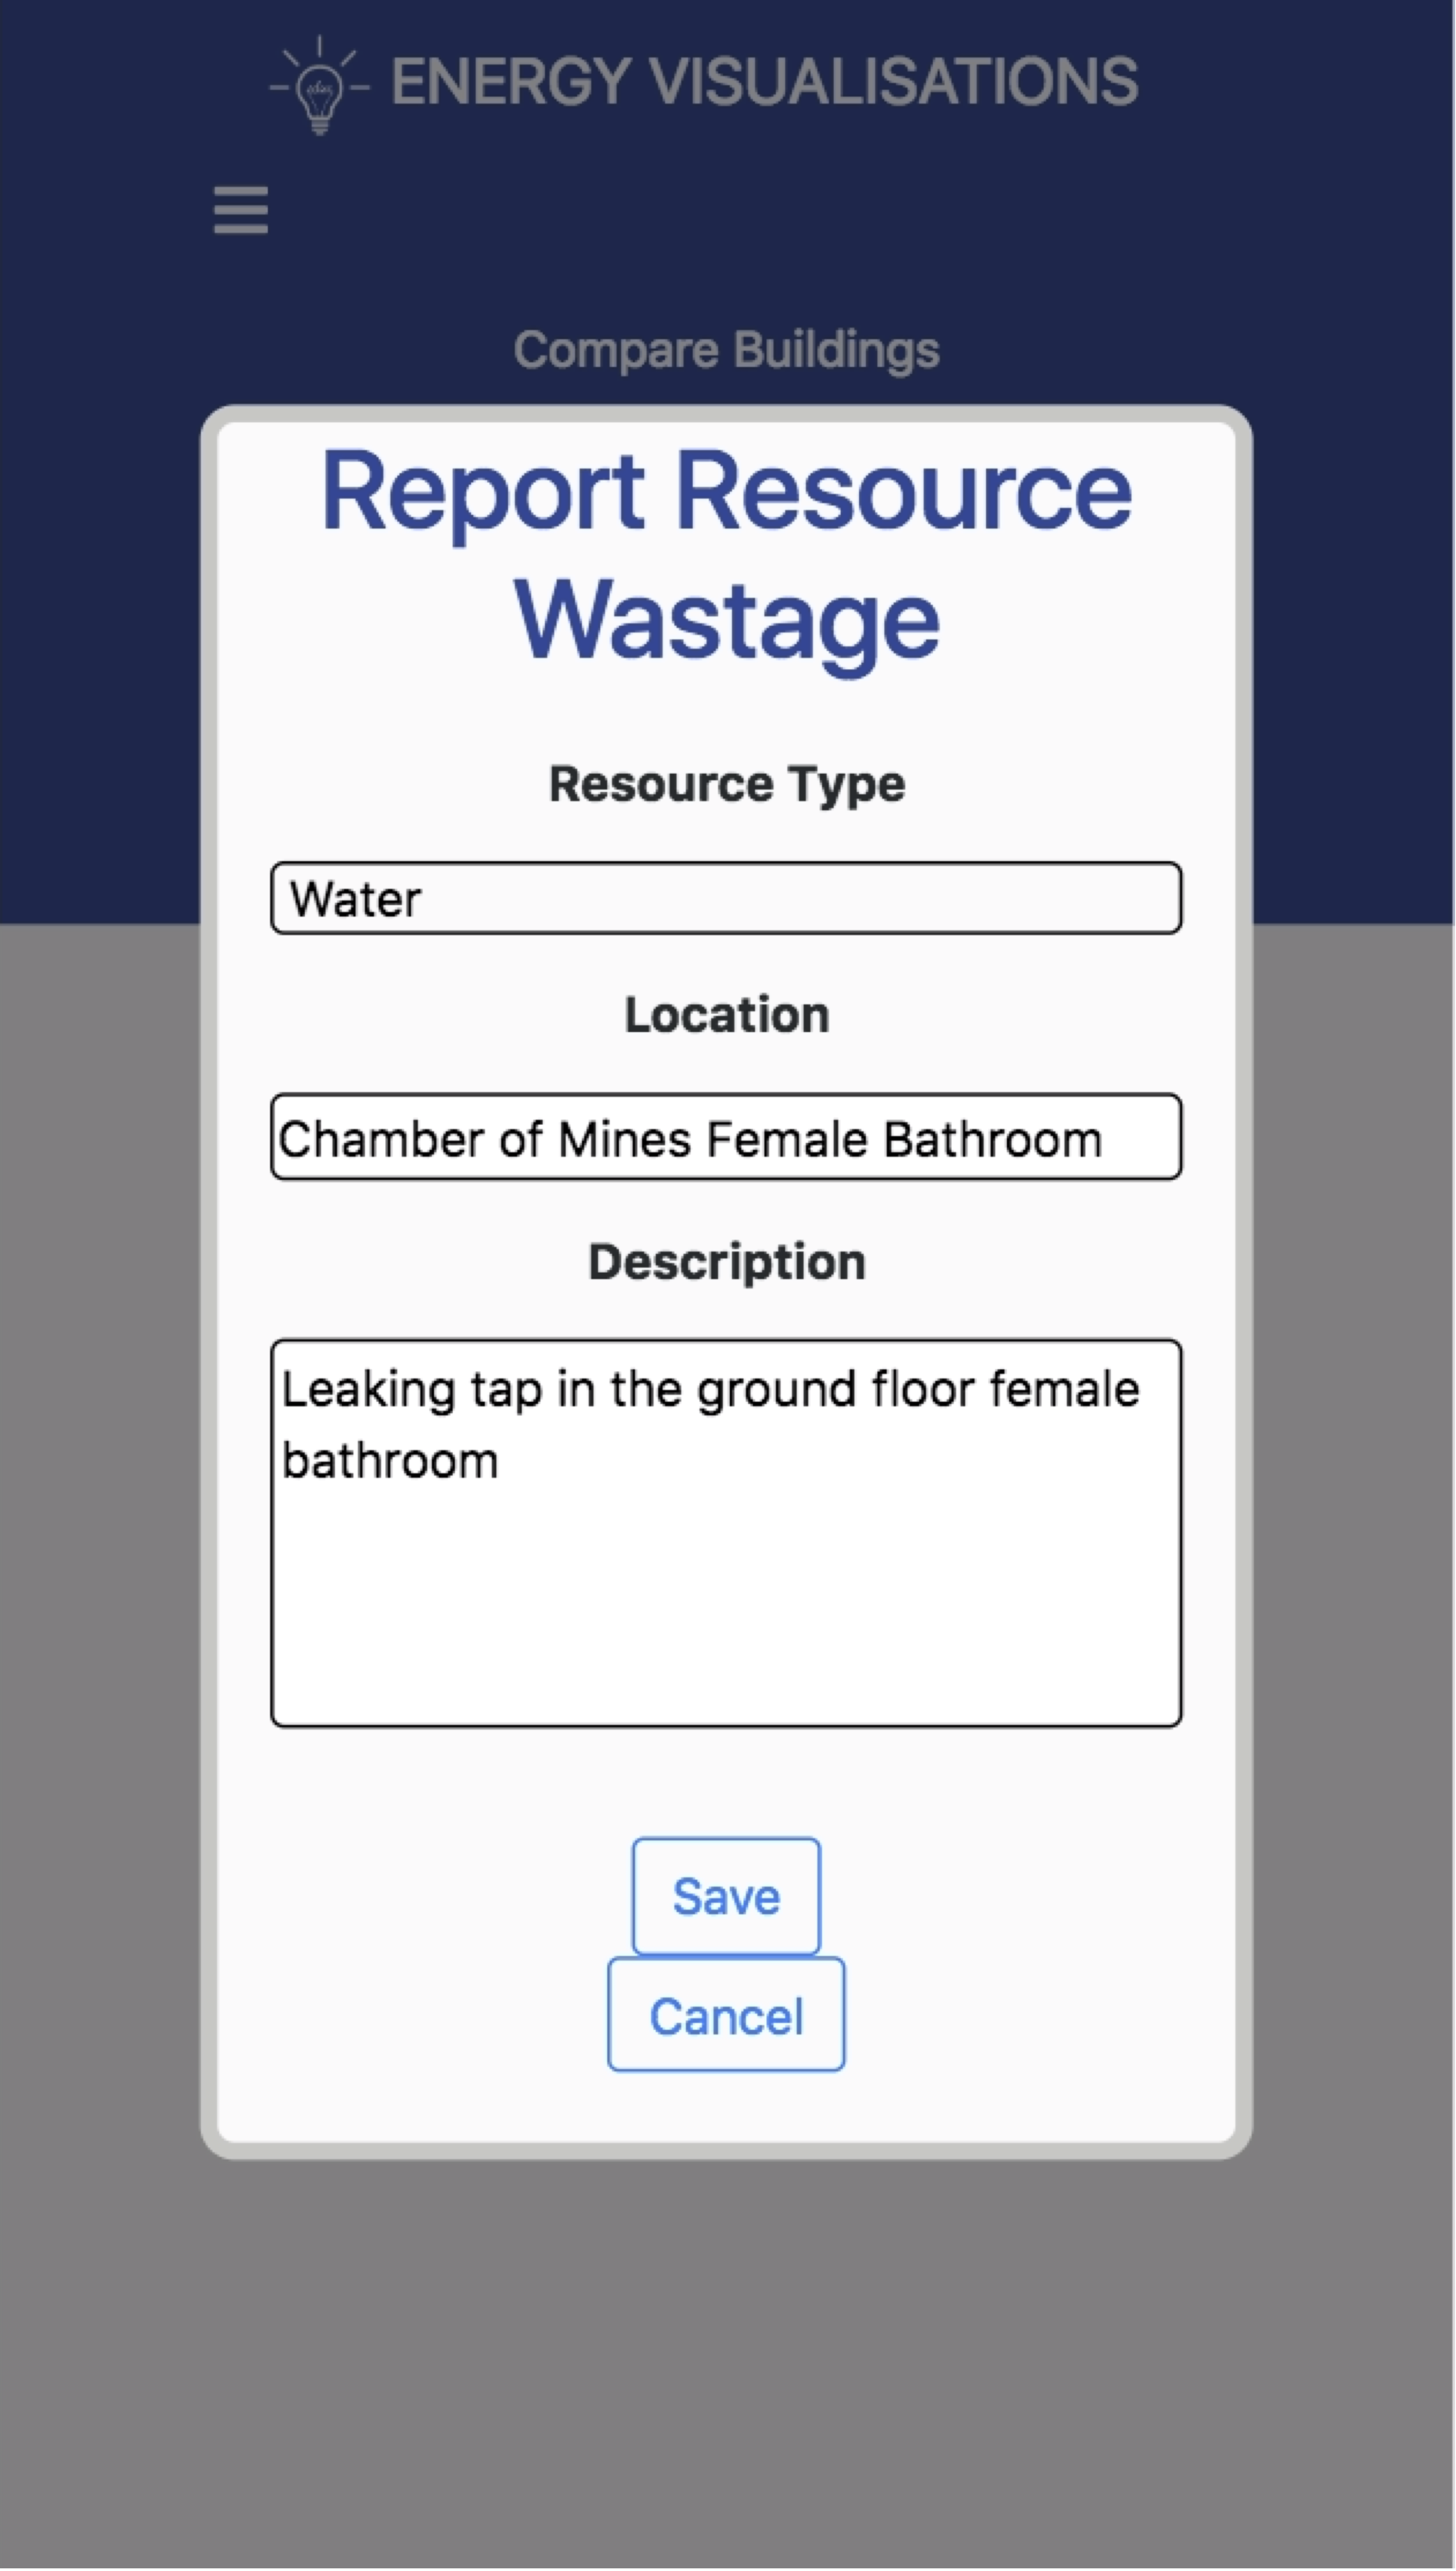 ENERGY VISUALISATIONS
Compare Buildings
Report Resource
Wastage
Resource Type
Water
Location
Chamber of Mines Female Bathroom
Description
Leaking tap in the ground floor female
bathroom
Save
Cancel